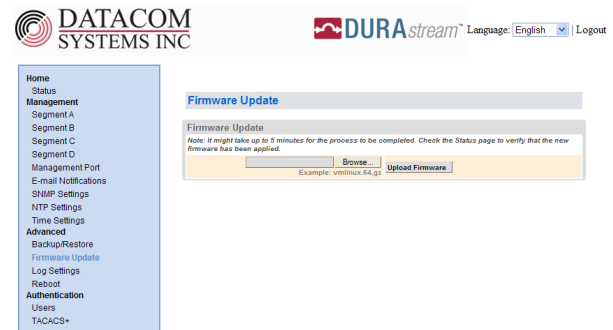 DATACOM
SYSTEMS INC
DURAstream™
Language: English | Logout
Home
Status
Management
Segment A
Segment B
Segment C
Segment D
Management Port
E-mail Notifications
SNMP Settings
NTP Settings
Time Settings
Advanced
Backup/Restore
Firmware Update
Log Settings
Reboot
Authentication
Users
TACACS+
Firmware Update
Firmware Update
Note: It might take up to 5 minutes for the process to be completed. Check the Status page to verify that the new
firmware has been applied.
Browse...
Upload Firmware
Example: vmlinux.64.gz